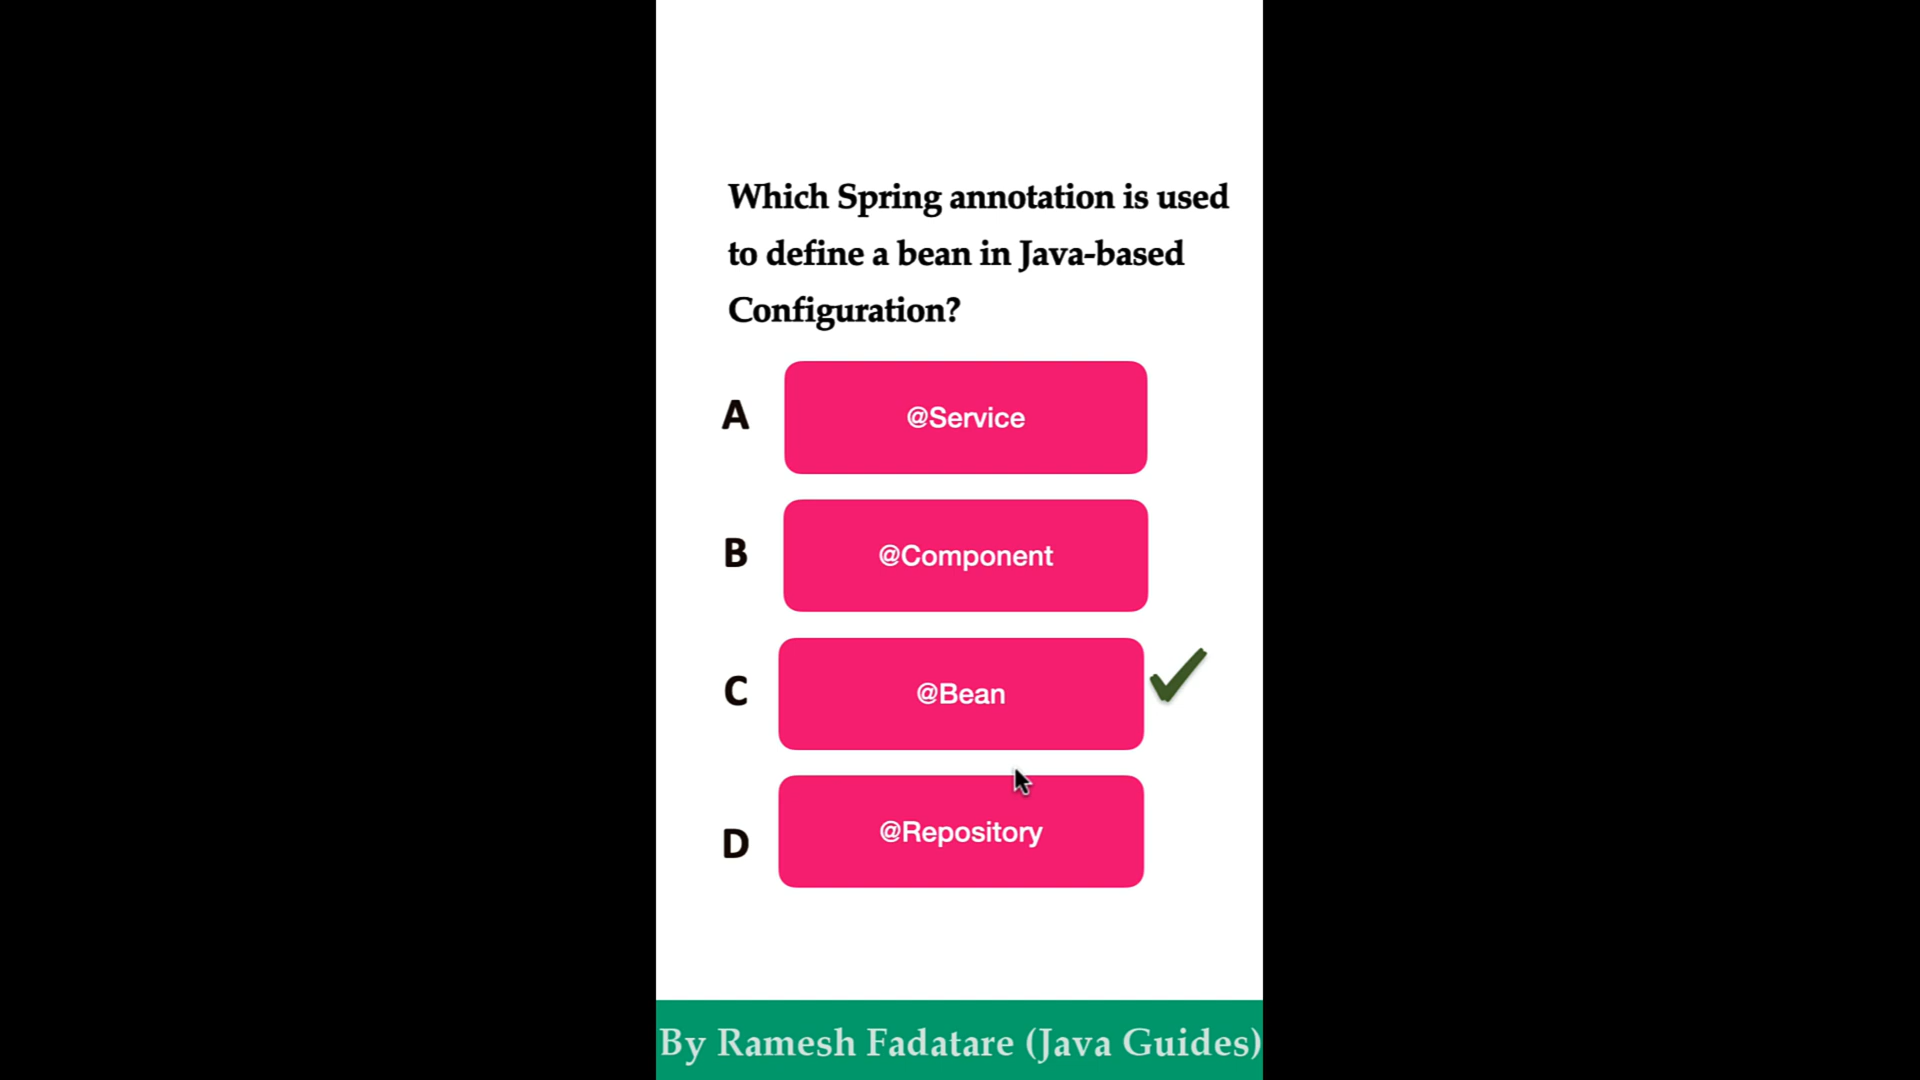 Which Spring annotation is used
to define a bean in Java-based
Configuration?
A @Service
B @Component
C @Bean
D @Repository
By Ramesh Fadatare (Java Guides)